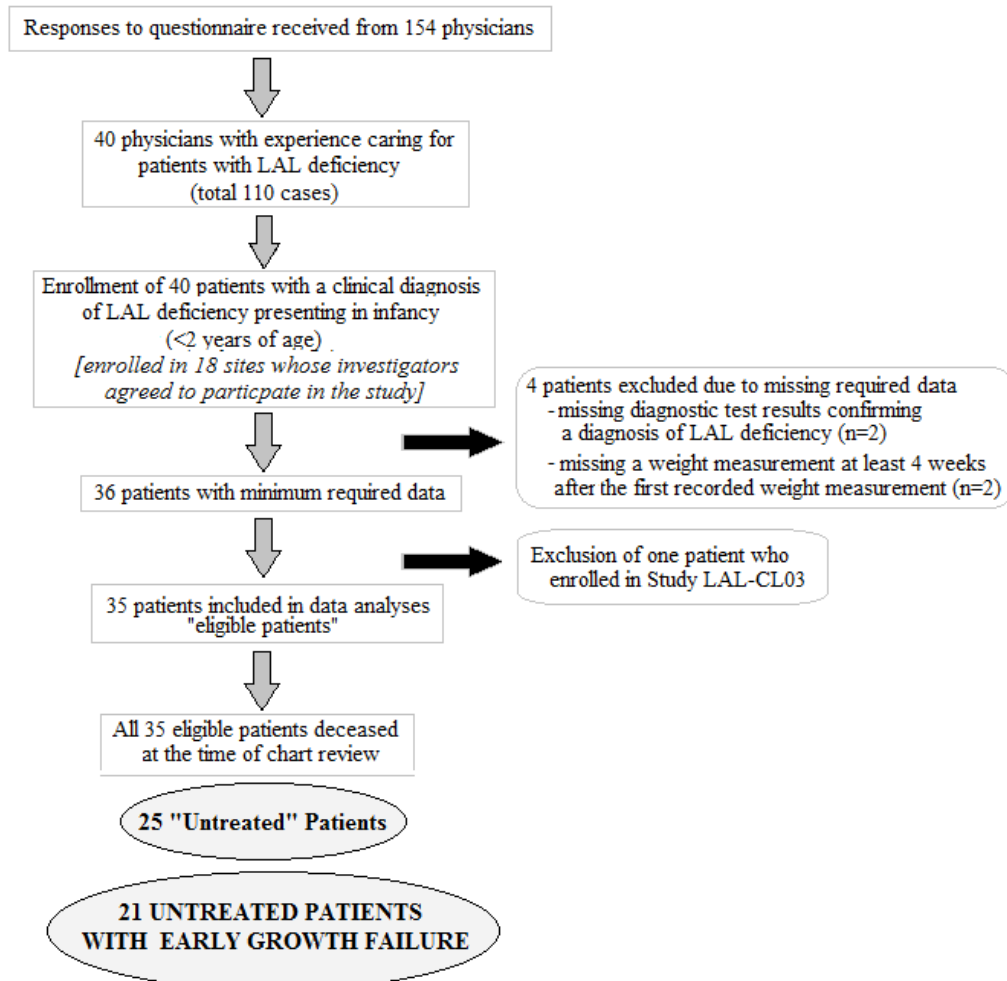 Responses to questionnaire received from 154 physicians
40 physicians with experience caring for
patients with LAL deficiency
(total 110 cases)
Enrollment of 40 patients with a clinical diagnosis
of LAL deficiency presenting in infancy
(<2 years of age)
[enrolled in 18 sites whose investigators
agreed to particpate in the study]
4 patients excluded due to missing required data
- missing diagnostic test results confirming
a diagnosis of LAL deficiency (n=2)
- missing a weight measurement at least 4 weeks
after the first recorded weight measurement (n=2)
36 patients with minimum required data
Exclusion of one patient who
enrolled in Study LAL-CL03
35 patients included in data analyses
"eligible patients"
All 35 eligible patients deceased
at the time of chart review
25 "Untreated" Patients
21 UNTREATED PATIENTS
WITH EARLY GROWTH FAILURE